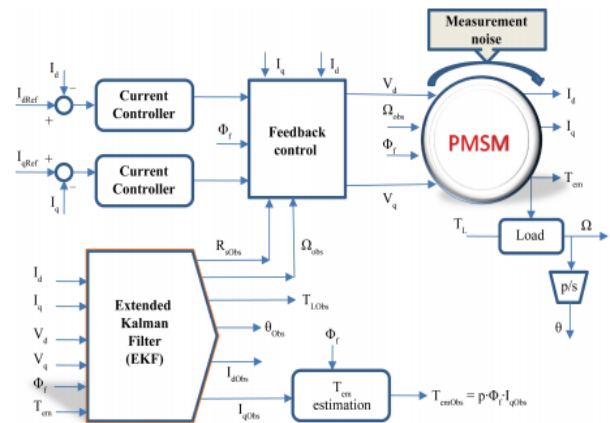 Measurement
noise
I_d
I_q
I_d
V_d
I_dRef
−
+
Current
Controller
Feedback
control
Φ_f
Ω_obs
Φ_f
PMSM
I_d
I_q
T_em
I_qRef
+
−
I_q
Current
Controller
V_q
T_L
Load
Ω
p/s
θ
R_sObs
Ω_obs
I_d
I_q
V_d
V_q
Φ_f
T_em
Extended
Kalman
Filter
(EKF)
T_LObs
θ_Obs
I_dObs
I_qObs
Φ_f
T_em
estimation
T_emObs = p·Φ_f·I_qObs